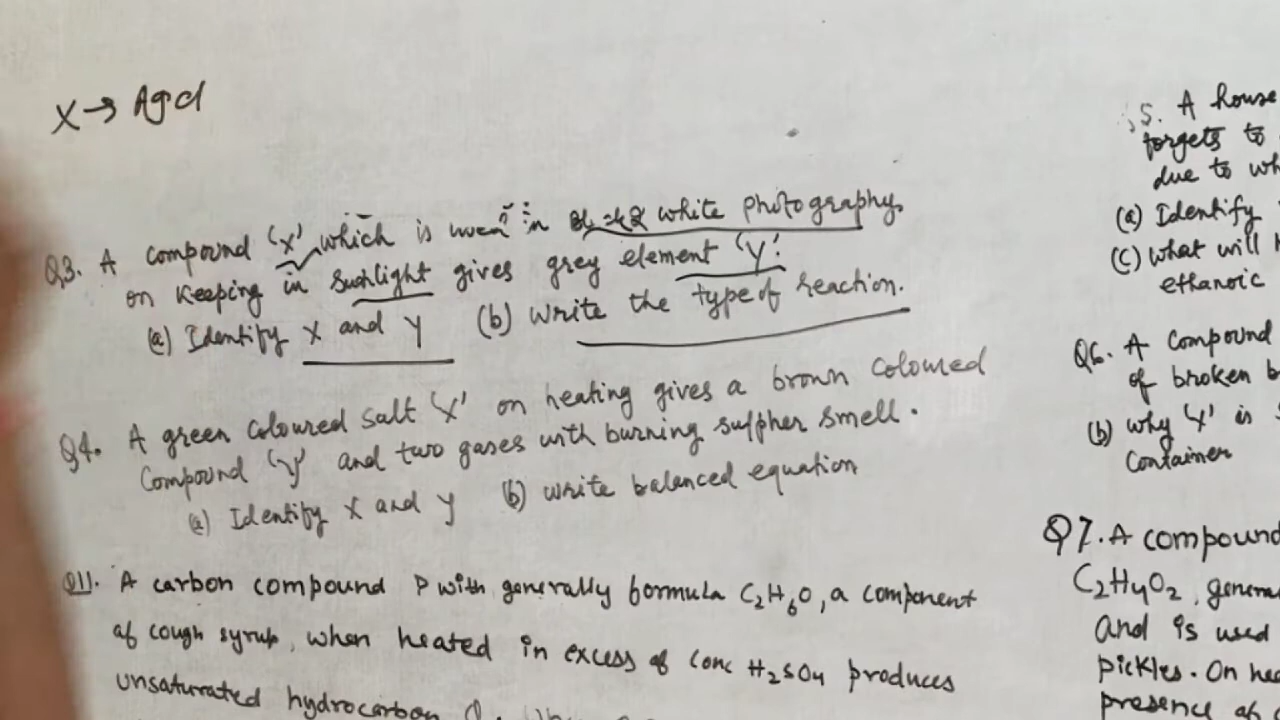 X → Agcl
Q3. A compound 'X' which is used in & white photography
on keeping in sunlight gives grey element 'Y'.
(a) Identify X and Y (b) write the type of reaction.
Q4. A green coloured salt 'X' on heating gives a brown coloured
Compound 'Y' and two gases with burning sulpher smell.
(a) Identify X and y (b) write balanced equation
Q11. A carbon compound P with generally formula C2H6O, a component
of cough syrup, when heated in excess of conc H2SO4 produces
unsaturated hydrocarbon
5. A house
forgets to
due to wh
(a) Identify
(C) What will
ethanoic
Q6. A Compound
of broken b
(b) why 'X' is
Container
Q7. A compound
C2H4O2, genera
and is used
pickles. On hea
presence of